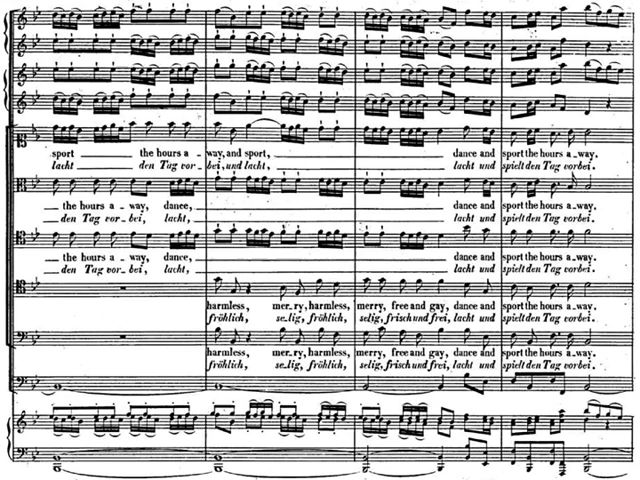 sport the hours a-way, and sport, dance and sport the hours a-way.
lacht den Tag vor-bei, und lacht, lacht und spielt den Tag vorbei.
the hours a-way, dance, dance and sport the hours a-way.
den Tag vor-bei, lacht, lacht und spielt den Tag vorbei.
the hours a-way, dance, dance and sport the hours a-way.
den Tag vor-bei, lacht, lacht und spielt den Tag vorbei.
harmless, mer-ry, harmless, merry, free and gay, dance and sport the hours a-way.
fröhlich, se-lig, fröhlich, selig, frisch und frei, lacht und spielt den Tag vorbei.
harmless, mer-ry, harmless, merry, free and gay, dance and sport the hours a-way.
fröhlich, se-lig, fröhlich, selig, frisch und frei, lacht und spielt den Tag vorbei.